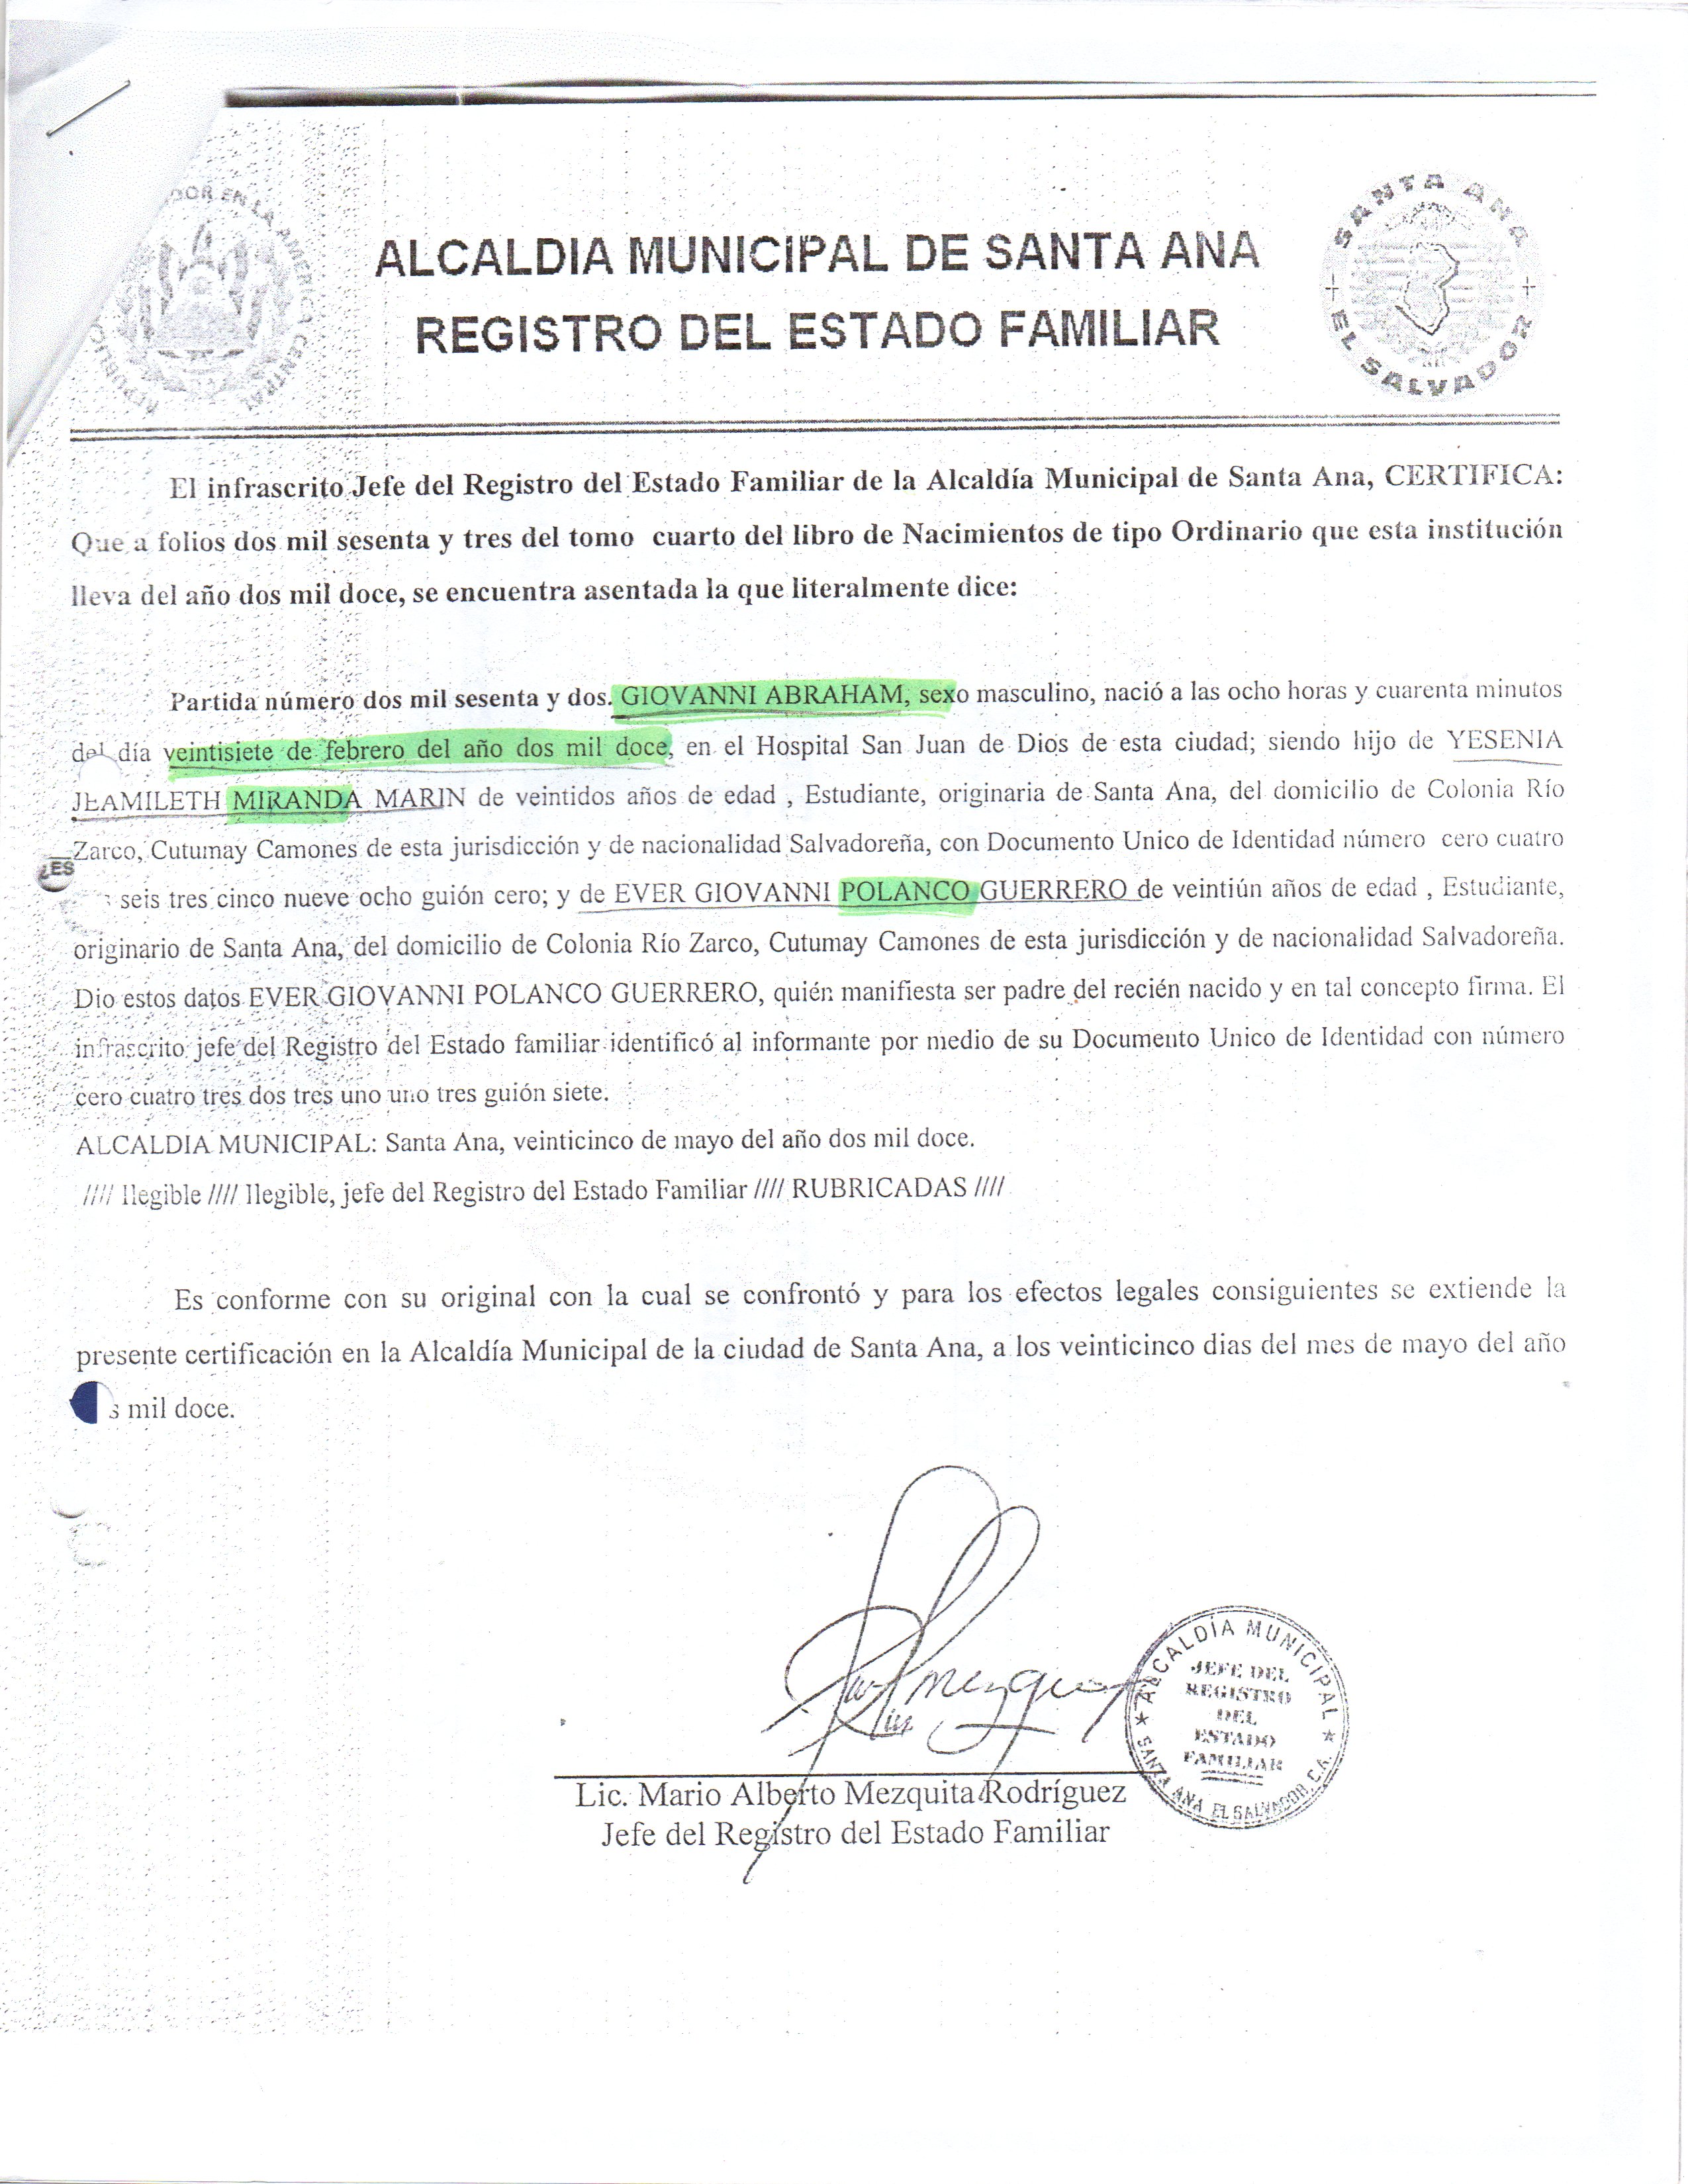 DOR EN LA AMERICA CENTRAL
REPUBLIC
SANTA ANA
EL SALVADOR
ALCALDIA MUNICIPAL DE SANTA ANA
REGISTRO DEL ESTADO FAMILIAR
El infrascrito Jefe del Registro del Estado Familiar de la Alcaldía Municipal de Santa Ana, CERTIFICA:
Que a folios dos mil sesenta y tres del tomo cuarto del libro de Nacimientos de tipo Ordinario que esta institución
lleva del año dos mil doce, se encuentra asentada la que literalmente dice:
Partida número dos mil sesenta y dos. GIOVANNI ABRAHAM, sexo masculino, nació a las ocho horas y cuarenta minutos
del día veintisiete de febrero del año dos mil doce, en el Hospital San Juan de Dios de esta ciudad; siendo hijo de YESENIA
JEAMILETH MIRANDA MARIN de veintidos años de edad , Estudiante, originaria de Santa Ana, del domicilio de Colonia Río
Zarco, Cutumay Camones de esta jurisdicción y de nacionalidad Salvadoreña, con Documento Unico de Identidad número cero cuatro
¿ES
seis tres cinco nueve ocho guión cero; y de EVER GIOVANNI POLANCO GUERRERO de veintiún años de edad , Estudiante,
originario de Santa Ana, del domicilio de Colonia Río Zarco, Cutumay Camones de esta jurisdicción y de nacionalidad Salvadoreña.
Dio estos datos EVER GIOVANNI POLANCO GUERRERO, quién manifiesta ser padre del recién nacido y en tal concepto firma. El
infrascrito jefe del Registro del Estado familiar identificó al informante por medio de su Documento Unico de Identidad con número
cero cuatro tres dos tres uno uno tres guión siete.
ALCALDIA MUNICIPAL: Santa Ana, veinticinco de mayo del año dos mil doce.
//// Ilegible //// Ilegible, jefe del Registro del Estado Familiar //// RUBRICADAS ////
Es conforme con su original con la cual se confrontó y para los efectos legales consiguientes se extiende la
presente certificación en la Alcaldía Municipal de la ciudad de Santa Ana, a los veinticinco dias del mes de mayo del año
s mil doce.
ALCALDÍA MUNICIPAL
JEFE DEL
REGISTRO
DEL
ESTADO
FAMILIAR
SANTA ANA EL SALVADOR, C.A.
Lic. Mario Alberto Mezquita Rodríguez
Jefe del Registro del Estado Familiar